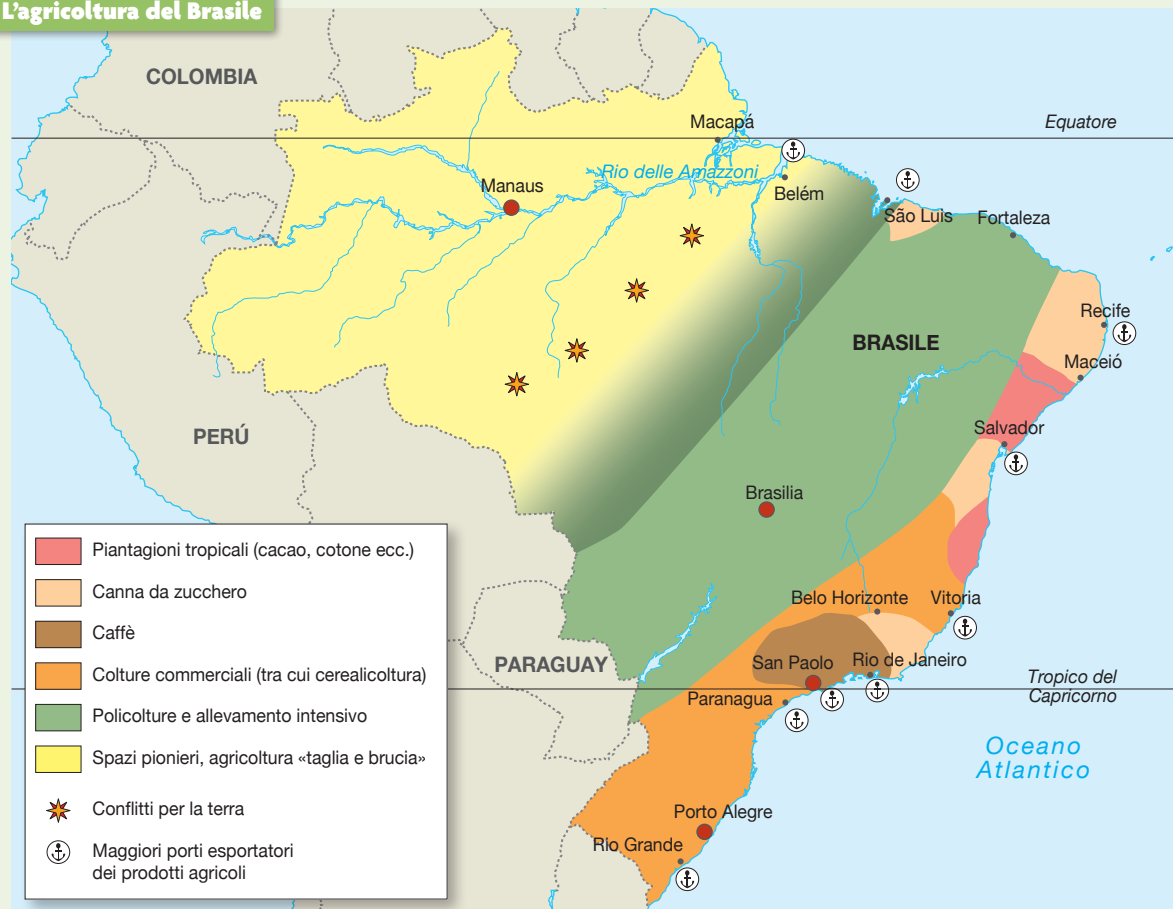 L'agricoltura del Brasile
COLOMBIA
Macapá
Equatore
Rio delle Amazzoni
Manaus
Belém
São Luis
Fortaleza
Recife
BRASILE
Maceió
PERÚ
Salvador
Brasilia
Belo Horizonte
Vitoria
PARAGUAY
San Paolo
Rio de Janeiro
Paranagua
Tropico del
Capricorno
Oceano
Atlantico
Porto Alegre
RIo Grande
Piantagioni tropicali (cacao, cotone ecc.)
Canna da zucchero
Caffè
Colture commerciali (tra cui cerealicoltura)
Policolture e allevamento intensivo
Spazi pionieri, agricoltura «taglia e brucia»
Conflitti per la terra
Maggiori porti esportatori
dei prodotti agricoli